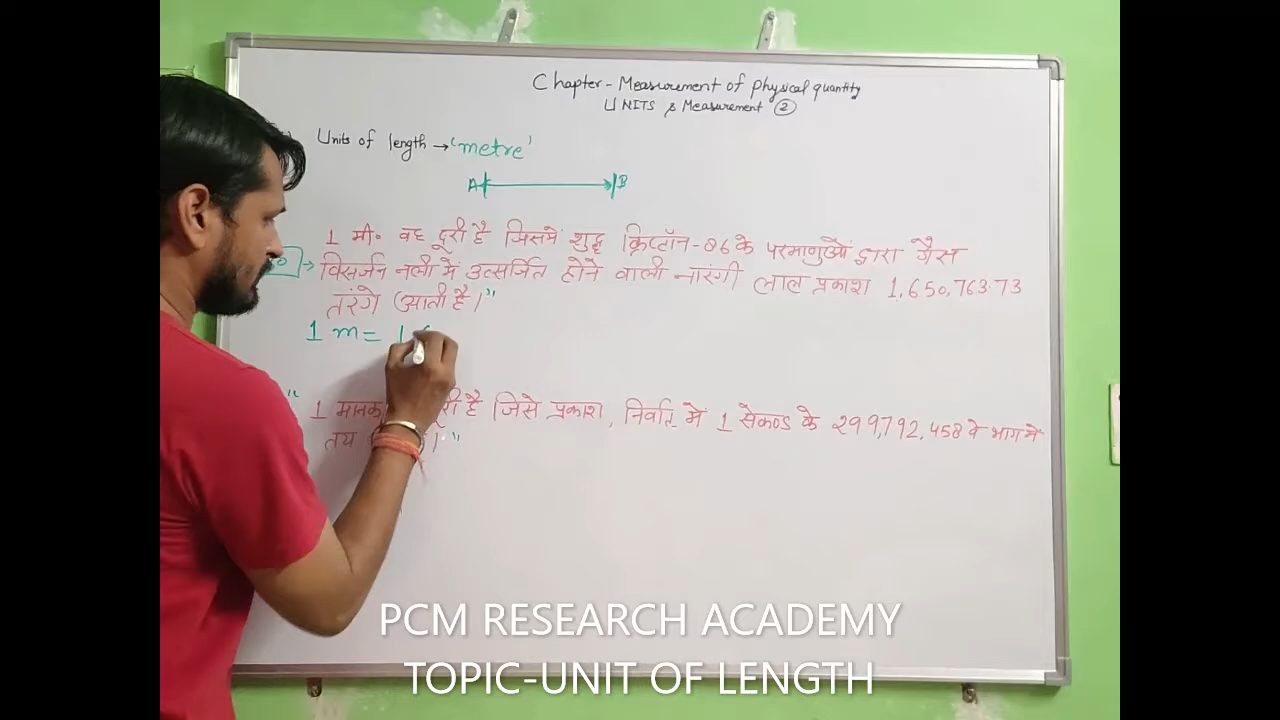 Chapter - Measurement of physical quantity
UNITS & Measurement ②
Units of length → 'metre'
A B
1 मी॰ वह दूरी है जिसमें शुद्ध क्रिप्टॉन-86 के परमाणुओं द्वारा गैस
→ विसर्जन नली में उत्सर्जित होने वाली नारंगी लाल प्रकाश 1,650,763.73
तरंगे आती है।"
1 m = 1
" 1 मानक दूरी है जिसे प्रकाश, निर्वात में 1 सेकण्ड के 299,792,458 वे भाग में
तय ।"
PCM RESEARCH ACADEMY
TOPIC-UNIT OF LENGTH